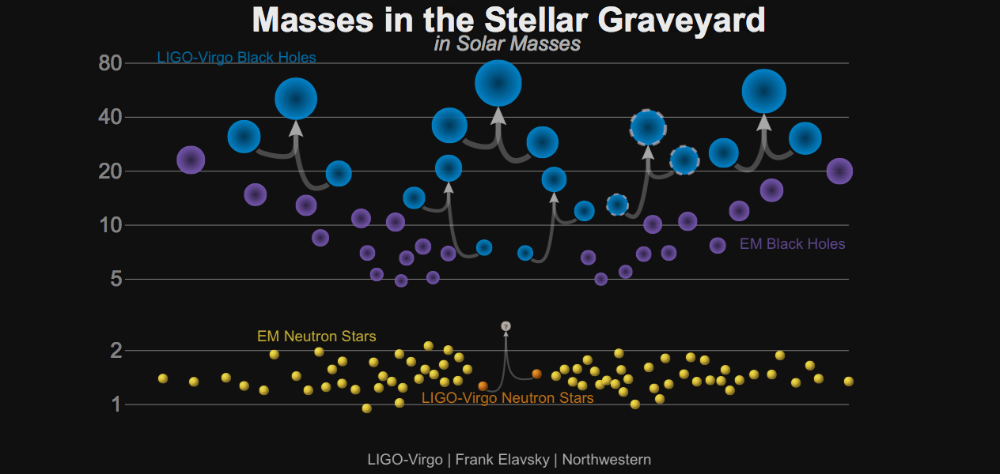 Masses in the Stellar Graveyard
in Solar Masses
LIGO-Virgo Black Holes
80
40
20
10
EM Black Holes
5
EM Neutron Stars
?
2
LIGO-Virgo Neutron Stars
1
LIGO-Virgo | Frank Elavsky | Northwestern